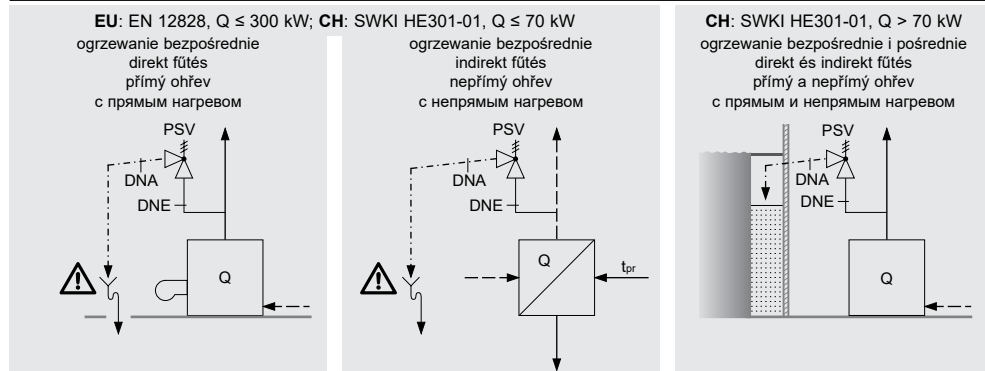 EU: EN 12828, Q ≤ 300 kW; CH: SWKI HE301-01, Q ≤ 70 kW
ogrzewanie bezpośrednie
direkt fűtés
přímý ohřev
с прямым нагревом
PSV
DNA
DNE
Q
ogrzewanie bezpośrednie
indirekt fűtés
nepřímý ohřev
с непрямым нагревом
PSV
DNA
DNE
Q
tpr
CH: SWKI HE301-01, Q > 70 kW
ogrzewanie bezpośrednie i pośrednie
direkt és indirekt fűtés
přímý a nepřímý ohřev
с прямым и непрямым нагревом
PSV
DNA
DNE
Q